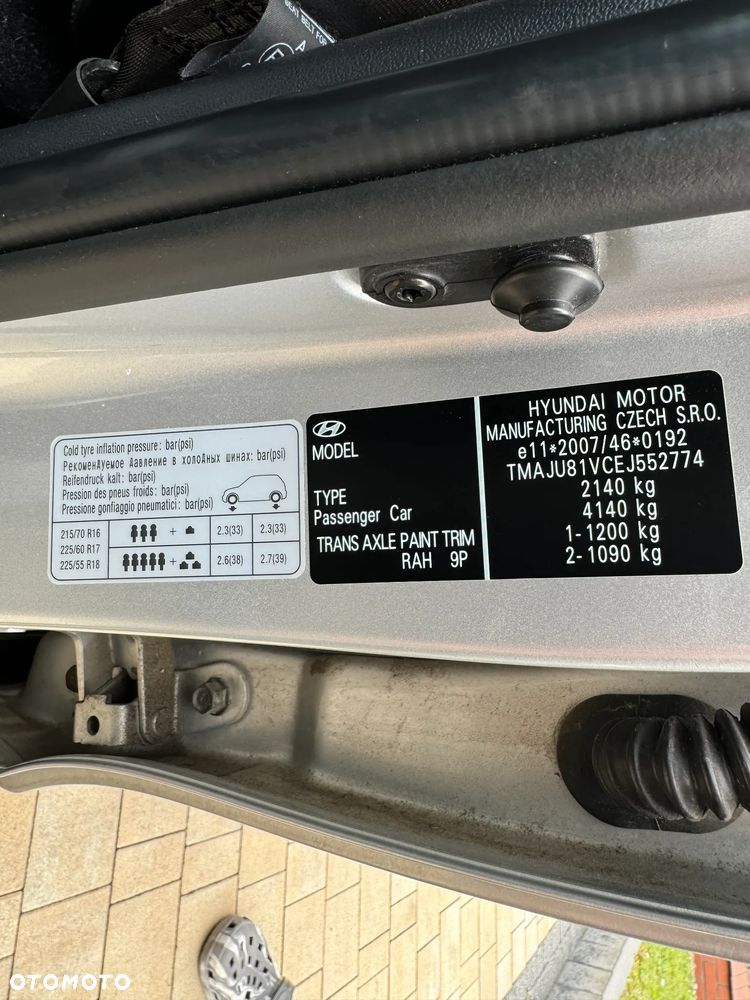 SEAT BELT FOR
Cold tyre inflation pressure : bar(psi)
РекоменДуемое Давление в холоДных шинах: bar(psi)
Reifendruck kalt : bar(psi)
Pression des pneus froids : bar(psi)
Pressione gonfiaggio pneumatici : bar(psi)
215/70 R16
225/60 R17
225/55 R18
+ 2.3(33) 2.3(33)
+ 2.6(38) 2.7(39)
MODEL
TYPE
Passenger Car
TRANS AXLE PAINT TRIM
RAH 9P
HYUNDAI MOTOR
MANUFACTURING CZECH S.R.O.
e11*2007/46*0192
TMAJU81VCEJ552774
2140 kg
4140 kg
1-1200 kg
2-1090 kg
OTOMOTO